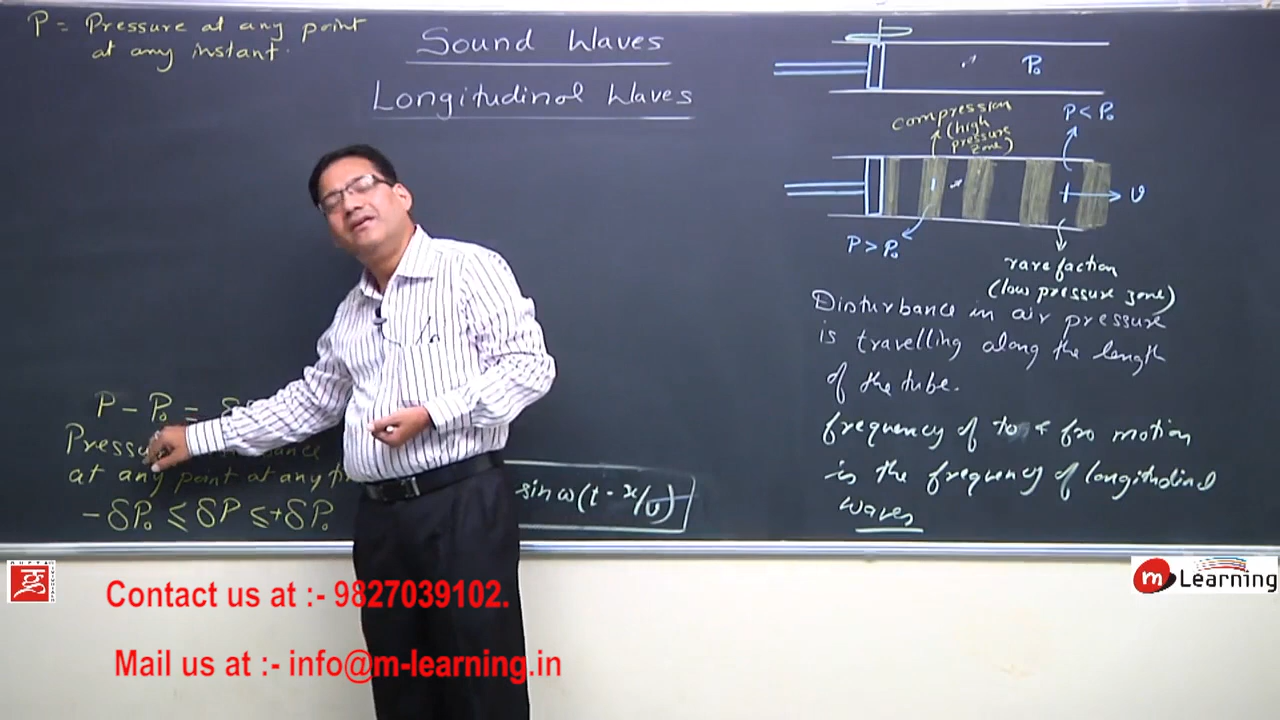 P = Pressure at any point
at any instant.
Sound Waves
Longitudinal Waves
P₀
compression
(high
pressure
zone)
P < P₀
v
P > P₀
rarefaction
(low pressure zone)
Disturbance in air pressure
is travelling along the length
of the tube.
frequency of to & fro motion
is the frequency of longitudinal
waves
P - P₀ =
at any point at any
- δP₀ ≤ δP ≤ + δP₀
sin ω (t - x/v)
GUPTA
m Learning
Contact us at :- 9827039102.
Mail us at :- info@m-learning.in